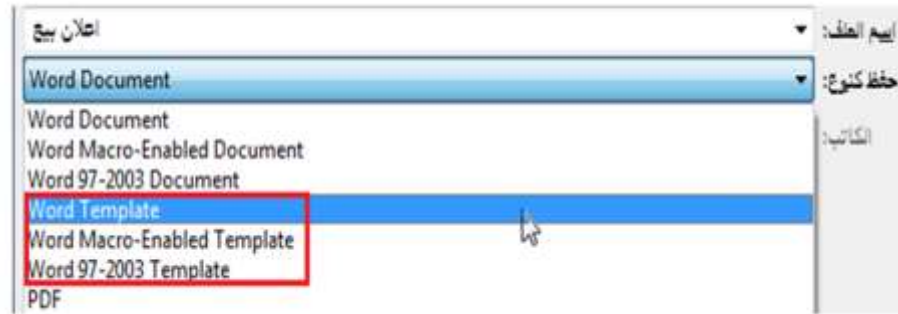 اسم الملف: اعلان بيع
حفظ كنوع: Word Document
الكاتب:
Word Document
Word Macro-Enabled Document
Word 97-2003 Document
Word Template
Word Macro-Enabled Template
Word 97-2003 Template
PDF